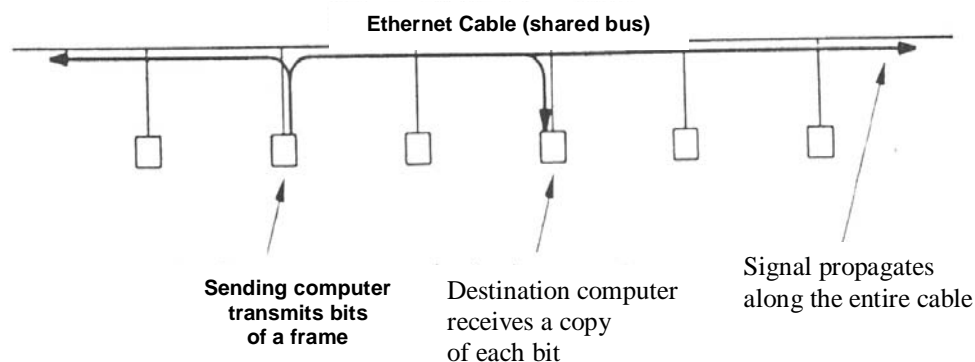 Ethernet Cable (shared bus)
Sending computer
transmits bits
of a frame
Destination computer
receives a copy
of each bit
Signal propagates
along the entire cable